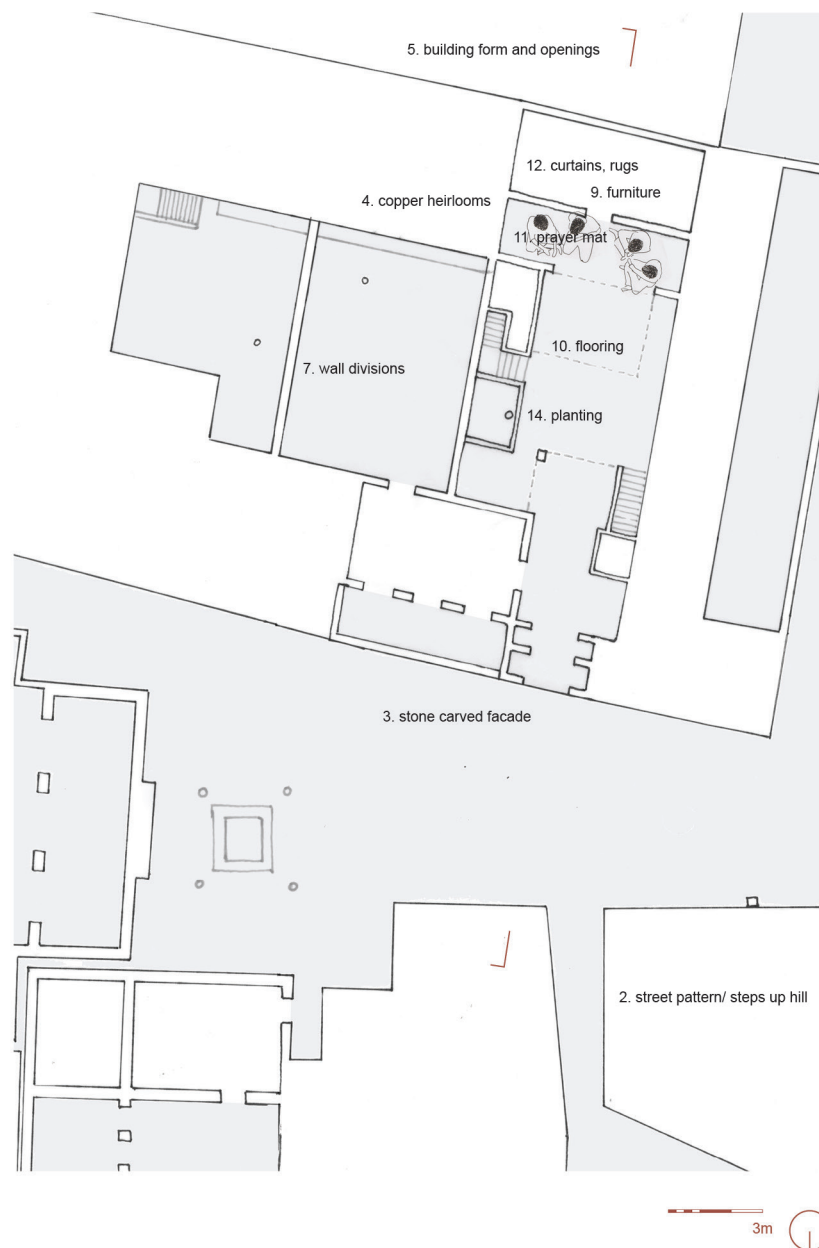 5. building form and openings
12. curtains, rugs
9. furniture
4. copper heirlooms
11. prayer mat
10. flooring
7. wall divisions
14. planting
3. stone carved facade
2. street pattern/ steps up hill
3m